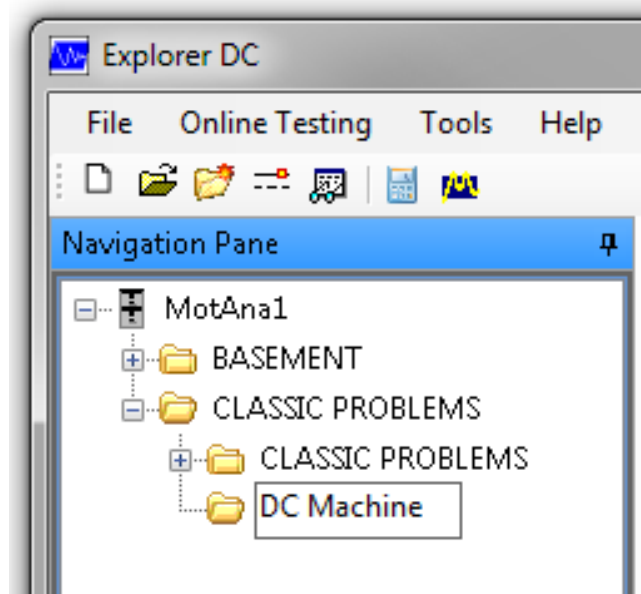 Explorer DC
File Online Testing Tools Help
Navigation Pane
MotAna1
BASEMENT
CLASSIC PROBLEMS
CLASSIC PROBLEMS
DC Machine